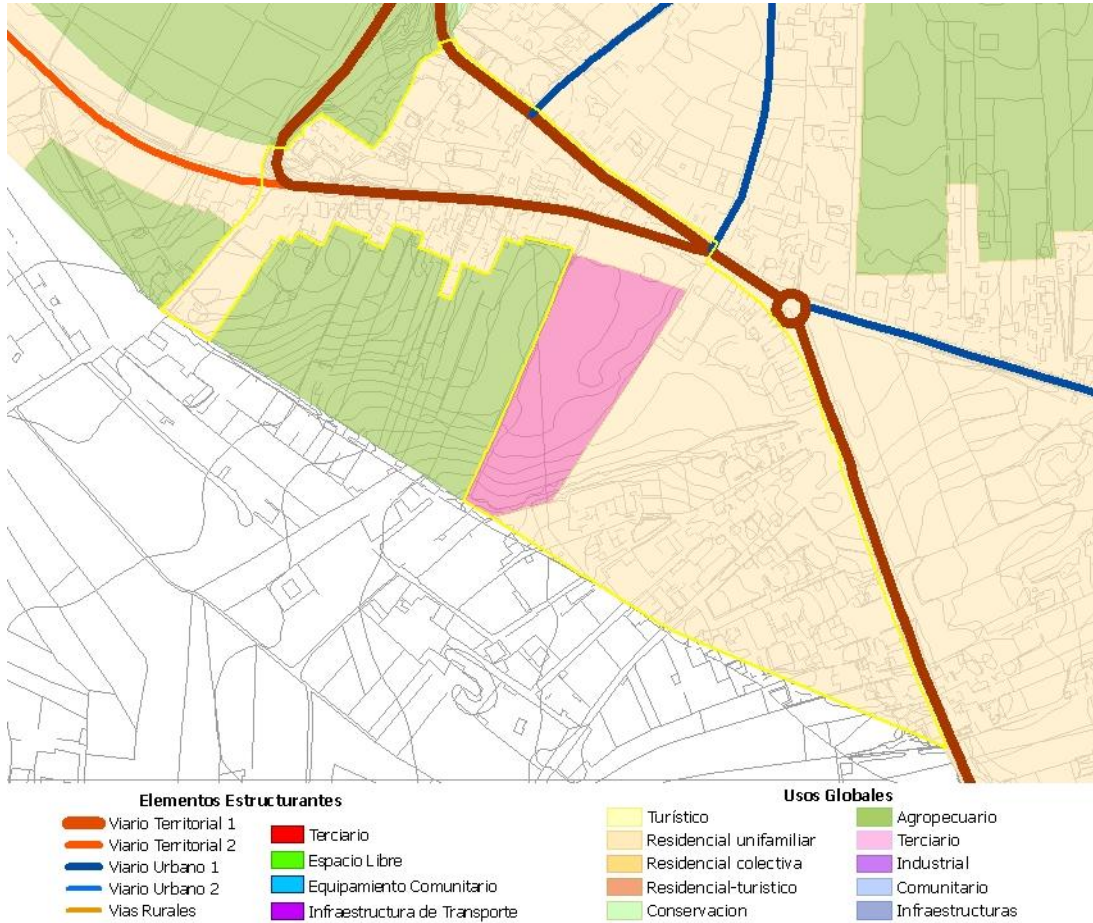 Elementos Estructurantes
Viario Territorial 1
Viario Territorial 2
Viario Urbano 1
Viario Urbano 2
Vias Rurales
Terciario
Espacio Libre
Equipamiento Comunitario
Infraestructura de Transporte
Usos Globales
Turístico
Residencial unifamiliar
Residencial colectiva
Residencial-turistico
Conservacion
Agropecuario
Terciario
Industrial
Comunitario
Infraestructuras